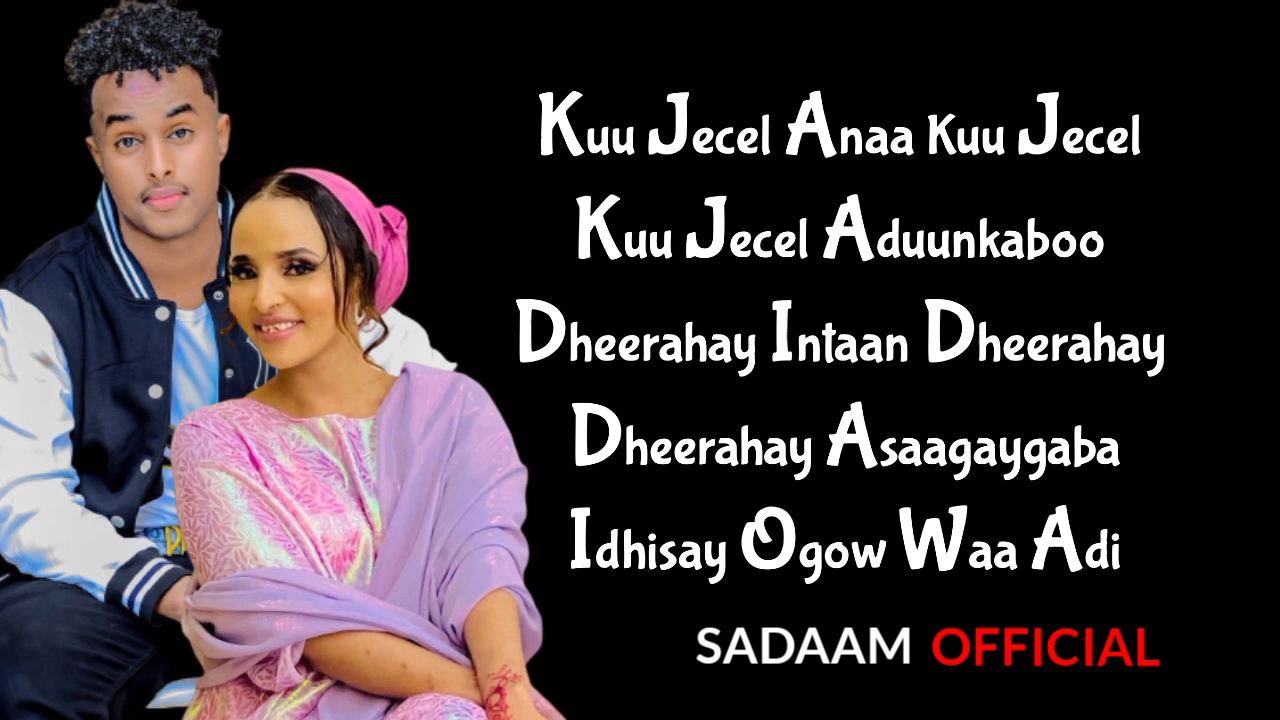 Kuu Jecel Anaa Kuu Jecel
Kuu Jecel Aduunkaboo
Dheerahay Intaan Dheerahay
Dheerahay Asaagaygaba
Idhisay Ogow Waa Adi
SADAAM OFFICIAL